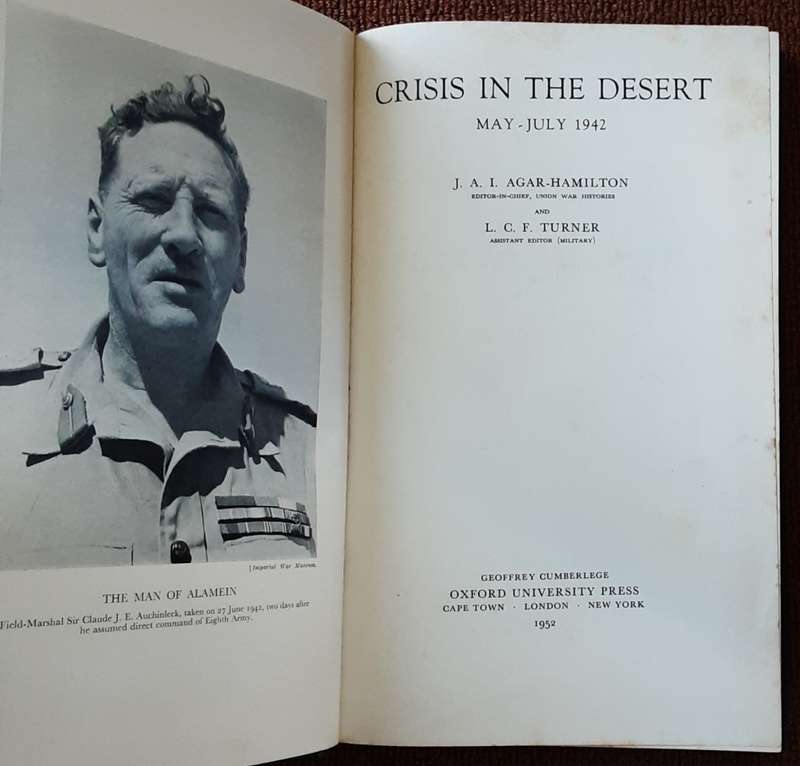 [Imperial War Museum.
THE MAN OF ALAMEIN
Field-Marshal Sir Claude J. E. Auchinleck, taken on 27 June 1942, two days after
he assumed direct command of Eighth Army.
CRISIS IN THE DESERT
MAY - JULY 1942
J. A. I. AGAR-HAMILTON
EDITOR-IN-CHIEF, UNION WAR HISTORIES
AND
L. C. F. TURNER
ASSISTANT EDITOR (MILITARY)
GEOFFREY CUMBERLEGE
OXFORD UNIVERSITY PRESS
CAPE TOWN · LONDON · NEW YORK
1952